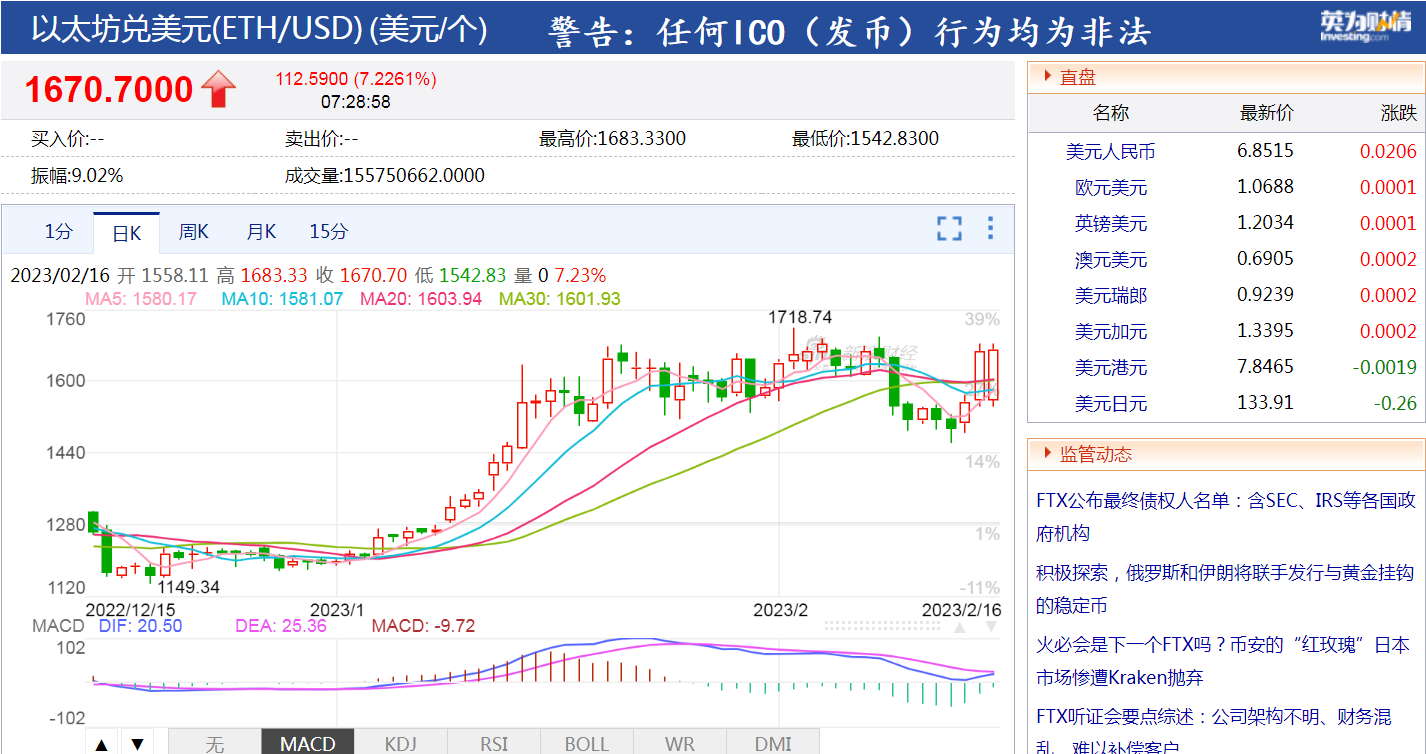 以太坊兑美元(ETH/USD) (美元/个)
警告：任何ICO（发币）行为均为非法
英为财情
Investing.com
1670.7000
112.5900 (7.2261%)
07:28:58
买入价:-- 卖出价:-- 最高价:1683.3300 最低价:1542.8300
振幅:9.02% 成交量:155750662.0000
1分 日K 周K 月K 15分
2023/02/16 开 1558.11 高 1683.33 收 1670.70 低 1542.83 量 0 7.23%
MA5: 1580.17 MA10: 1581.07 MA20: 1603.94 MA30: 1601.93
1760
39%
1718.74
新浪财经
1600
1440
14%
1280
1%
1120
-11%
1149.34
2022/12/15 2023/1 2023/2 2023/2/16
MACD DIF: 20.50 DEA: 25.36 MACD: -9.72
102
-102
无 MACD KDJ RSI BOLL WR DMI
直盘
名称 最新价 涨跌
美元人民币 6.8515 0.0206
欧元美元 1.0688 0.0001
英镑美元 1.2034 0.0001
澳元美元 0.6905 0.0002
美元瑞郎 0.9239 0.0002
美元加元 1.3395 0.0002
美元港元 7.8465 -0.0019
美元日元 133.91 -0.26
监管动态
FTX公布最终债权人名单：含SEC、IRS等各国政
府机构
积极探索，俄罗斯和伊朗将联手发行与黄金挂钩
的稳定币
火必会是下一个FTX吗？币安的“红玫瑰”日本
市场惨遭Kraken抛弃
FTX听证会要点综述：公司架构不明、财务混
乱、难以补偿客户